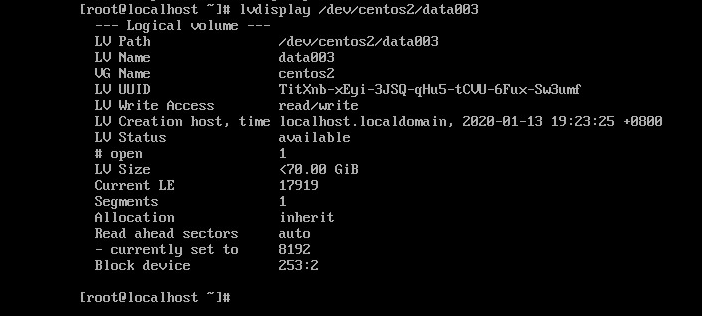 [root@localhost ~]# lvdisplay /dev/centos2/data003
--- Logical volume ---
LV Path /dev/centos2/data003
LV Name data003
VG Name centos2
LV UUID TitXnb-xEyi-3JSQ-qHu5-tCVU-6Fux-Sw3umf
LV Write Access read/write
LV Creation host, time localhost.localdomain, 2020-01-13 19:23:25 +0800
LV Status available
# open 1
LV Size <70.00 GiB
Current LE 17919
Segments 1
Allocation inherit
Read ahead sectors auto
- currently set to 8192
Block device 253:2
[root@localhost ~]#